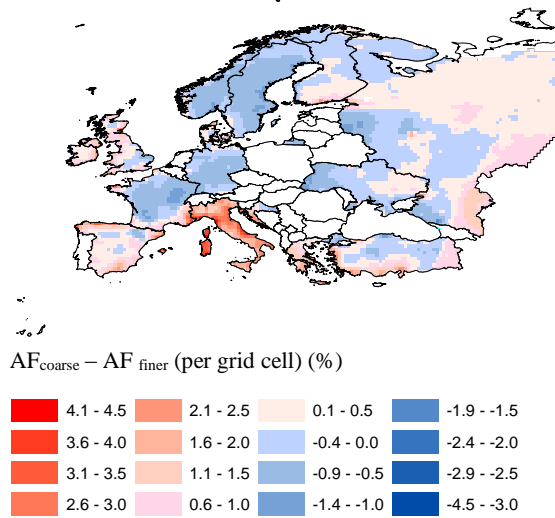 AFcoarse – AF finer (per grid cell) (%)
4.1 - 4.5 2.1 - 2.5 0.1 - 0.5 -1.9 - -1.5
3.6 - 4.0 1.6 - 2.0 -0.4 - 0.0 -2.4 - -2.0
3.1 - 3.5 1.1 - 1.5 -0.9 - -0.5 -2.9 - -2.5
2.6 - 3.0 0.6 - 1.0 -1.4 - -1.0 -4.5 - -3.0